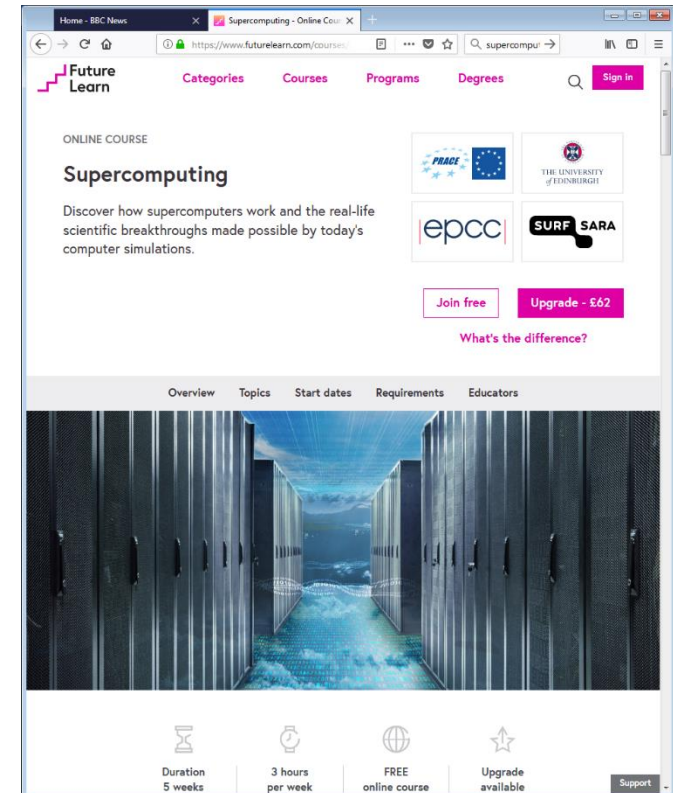 Home - BBC News
Supercomputing - Online Cour
https://www.futurelearn.com/courses
supercomput
Future
Learn
Categories Courses Programs Degrees
Sign in
ONLINE COURSE
Supercomputing
Discover how supercomputers work and the real-life
scientific breakthroughs made possible by today's
computer simulations.
PRACE
THE UNIVERSITY
of EDINBURGH
epcc
SURF SARA
Join free
Upgrade - £62
What's the difference?
Overview Topics Start dates Requirements Educators
Duration
5 weeks
3 hours
per week
FREE
online course
Upgrade
available
Support